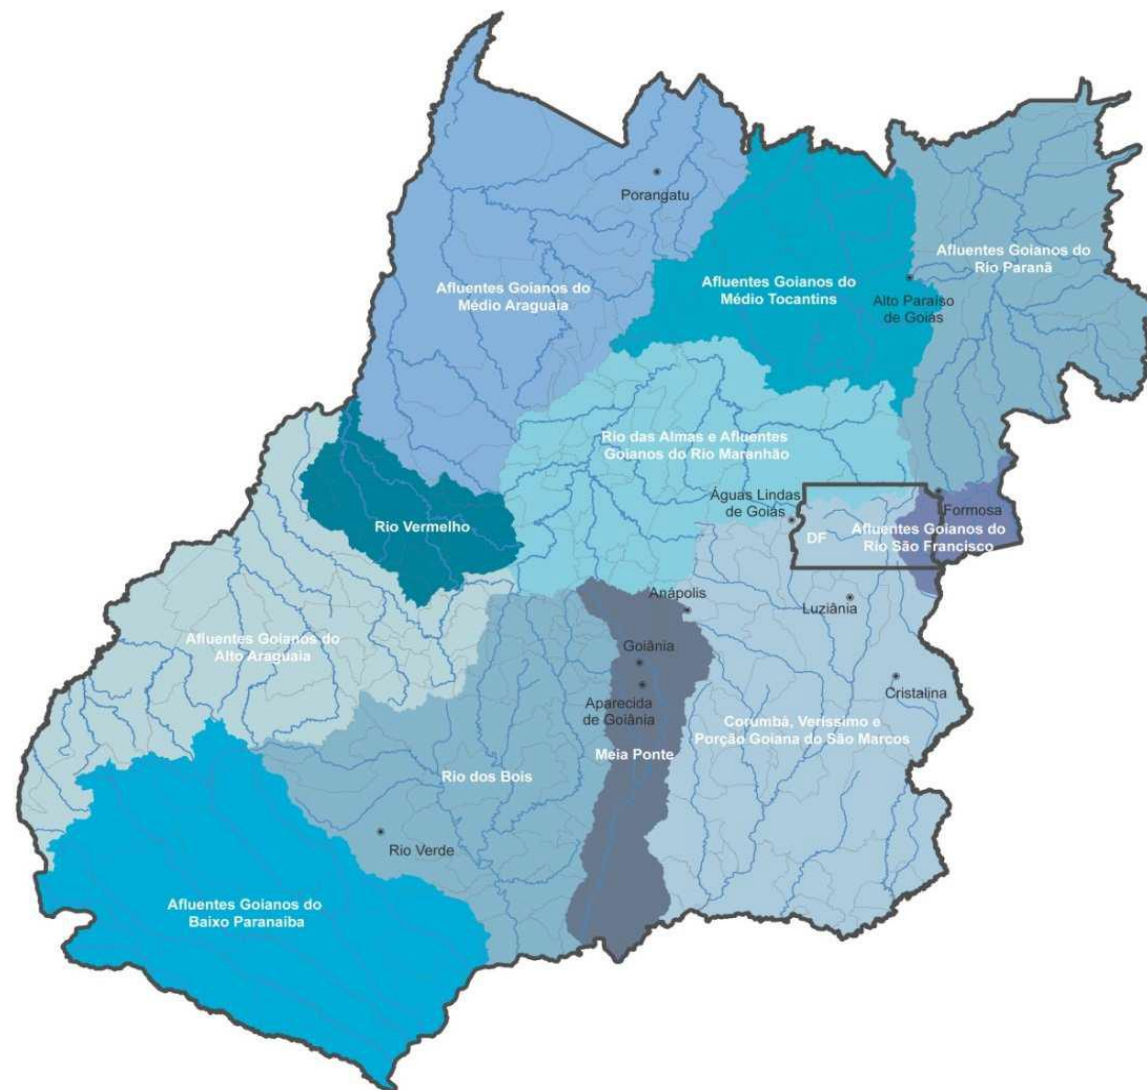 Porangatu
Afluentes Goianos do
Rio Paranã
Afluentes Goianos do
Médio Araguaia
Afluentes Goianos do
Médio Tocantins
Alto Paraíso
de Goiás
Rio das Almas e Afluentes
Goianos do Rio Maranhão
Águas Lindas
de Goiás
Formosa
Rio Vermelho
DF
Afluentes Goianos do
Rio São Francisco
Anápolis
Luziânia
Afluentes Goianos do
Alto Araguaia
Goiânia
Aparecida
de Goiânia
Cristalina
Corumbá, Veríssimo e
Porção Goiana do São Marcos
Meia Ponte
Rio dos Bois
Rio Verde
Afluentes Goianos do
Baixo Paranaíba